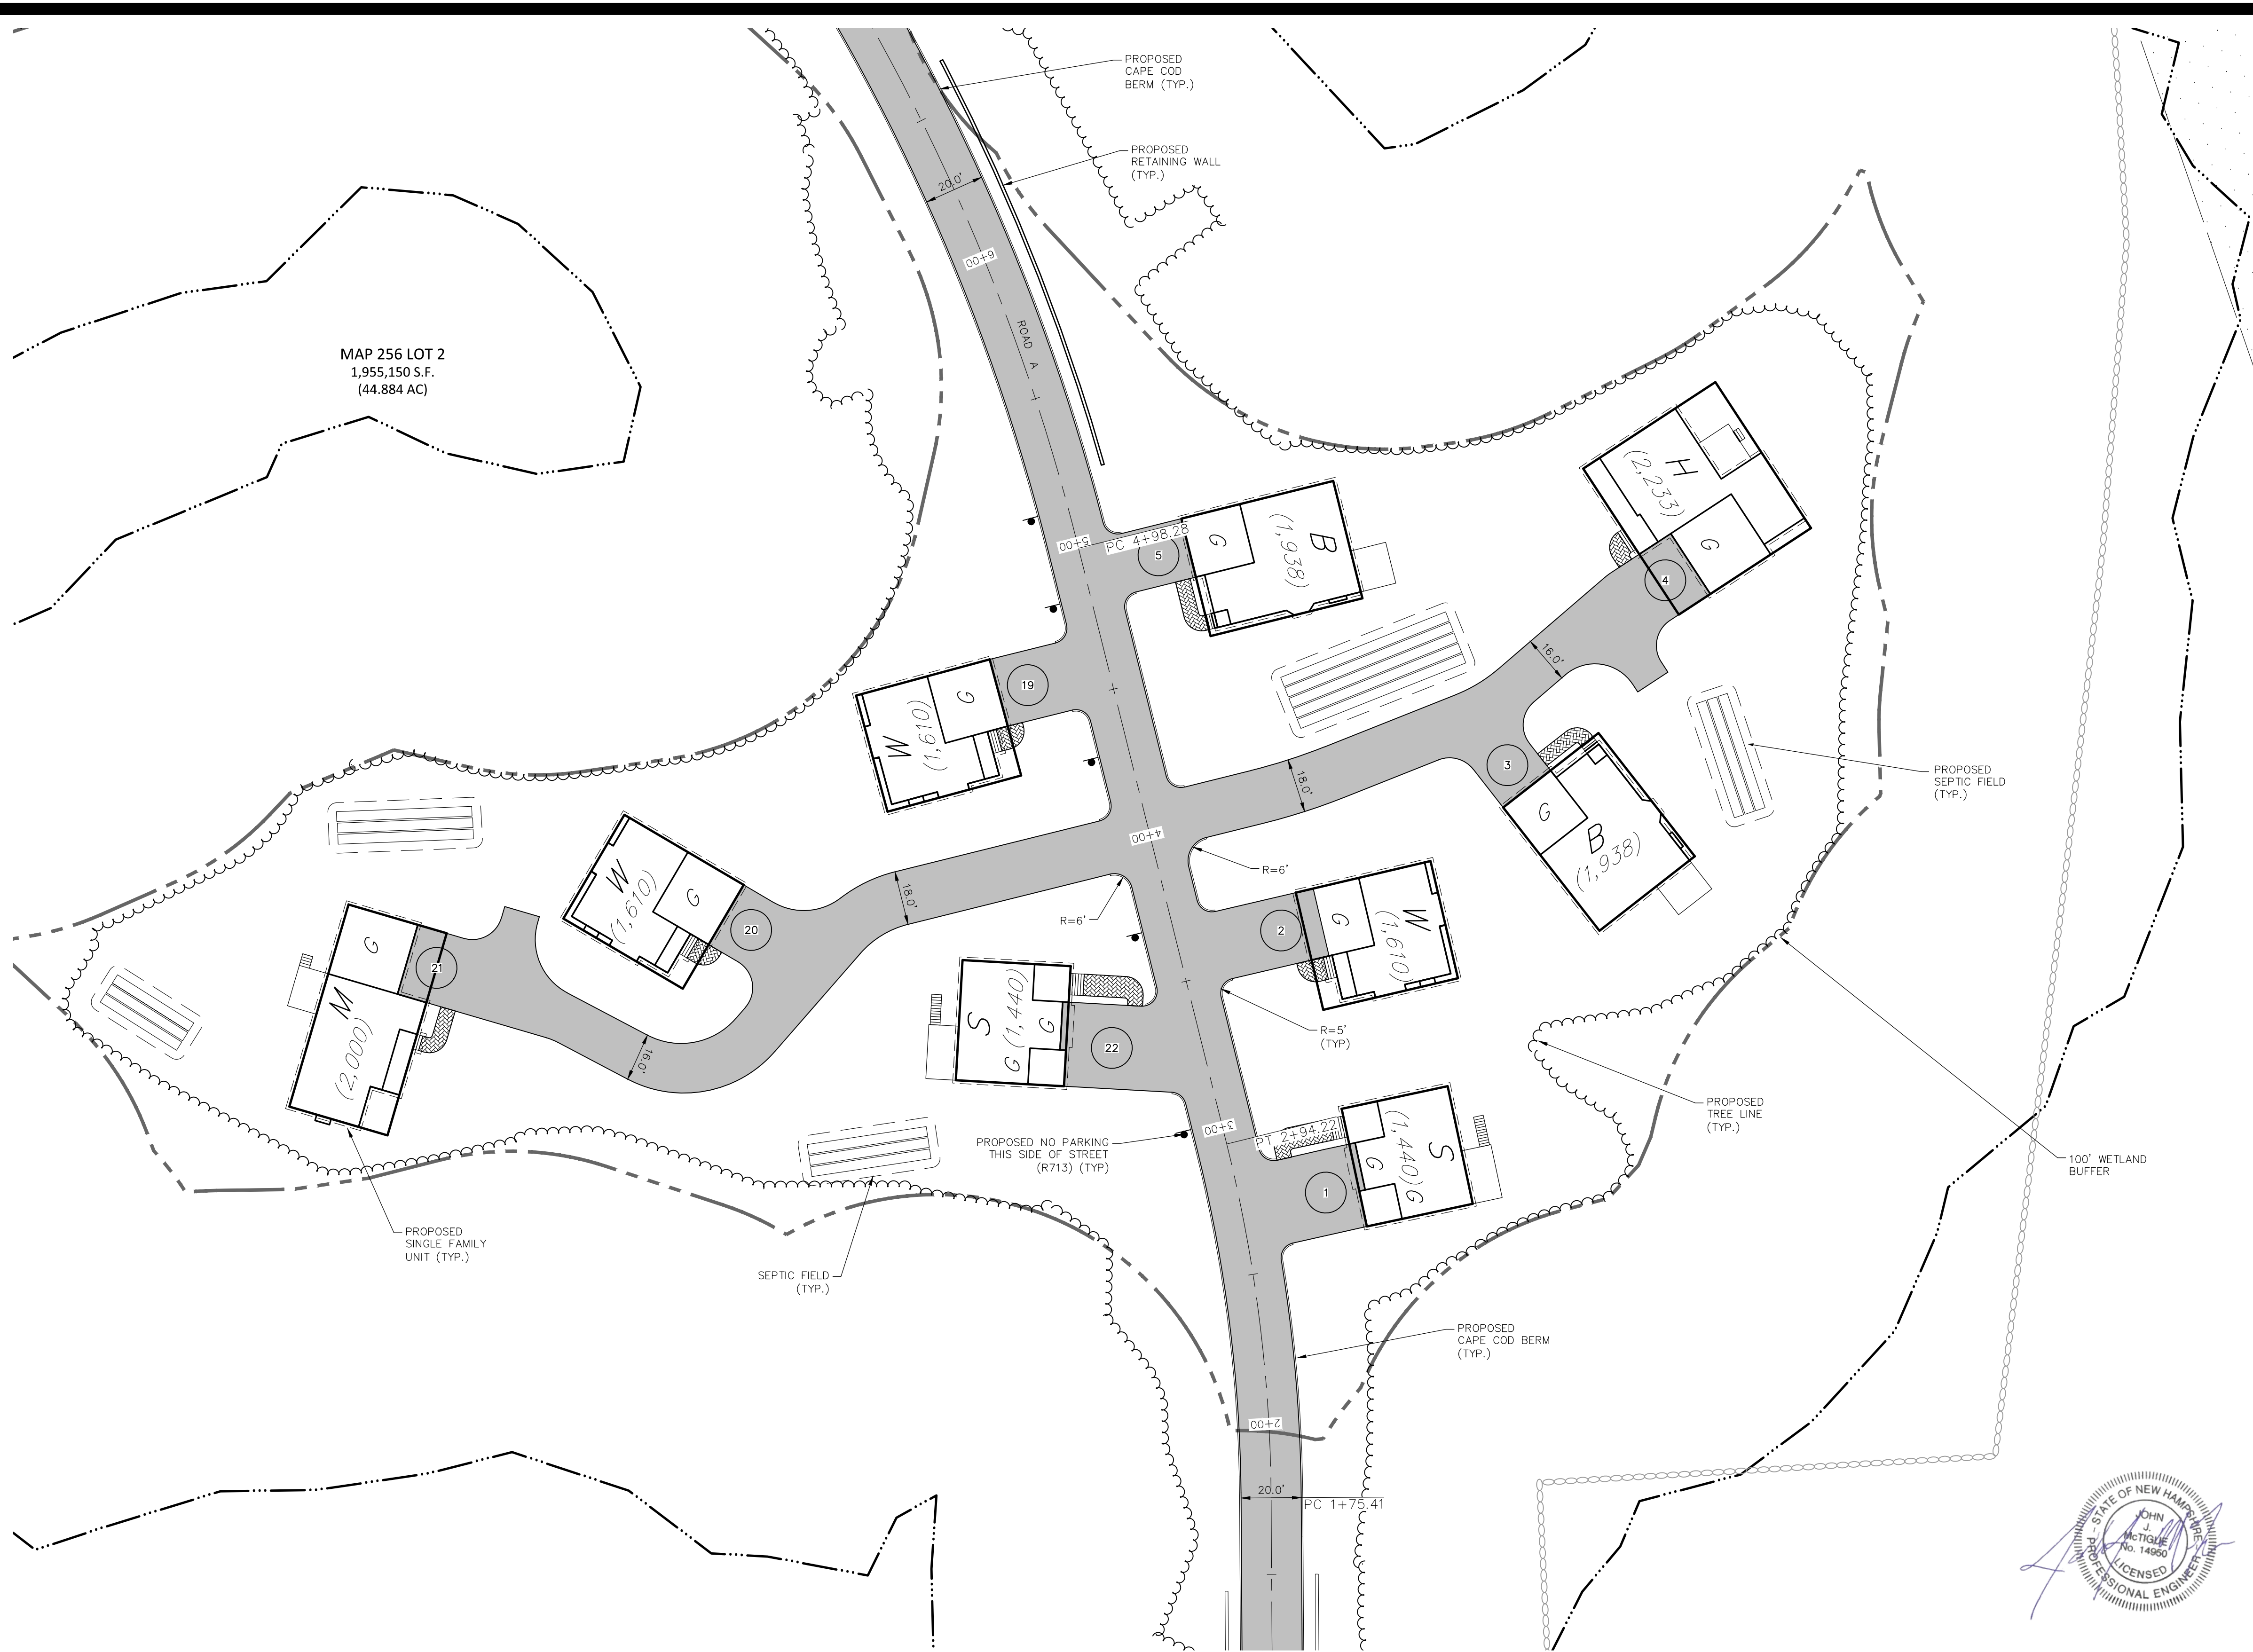 PROPOSED
CAPE COD
BERM (TYP.)
PROPOSED
RETAINING WALL
(TYP.)
20.0'
6+00
ROAD A
MAP 256 LOT 2
1,955,150 S.F.
(44.884 AC)
H
(2,233)
G
4
5+00
PC 4+98.28
5
G
B
(1,938)
16.0'
19
G
W
(1,610)
3
G
B
(1,938)
18.0'
PROPOSED
SEPTIC FIELD
(TYP.)
4+00
R=6'
R=6'
18.0'
W
(1,610)
G
20
2
G
W
(1,610)
G
21
M
(2,000)
16.0'
S
(1,440)
G
G
22
R=5'
(TYP)
PROPOSED
TREE LINE
(TYP.)
100' WETLAND
BUFFER
PROPOSED NO PARKING
THIS SIDE OF STREET
(R713) (TYP)
3+00
PT 2+94.22
1
G
(1,440)
G
S
PROPOSED
SINGLE FAMILY
UNIT (TYP.)
SEPTIC FIELD
(TYP.)
PROPOSED
CAPE COD BERM
(TYP.)
2+00
20.0'
PC 1+75.41
STATE OF NEW HAMPSHIRE
JOHN
J.
McTIGUE
No. 14950
LICENSED
PROFESSIONAL ENGINEER